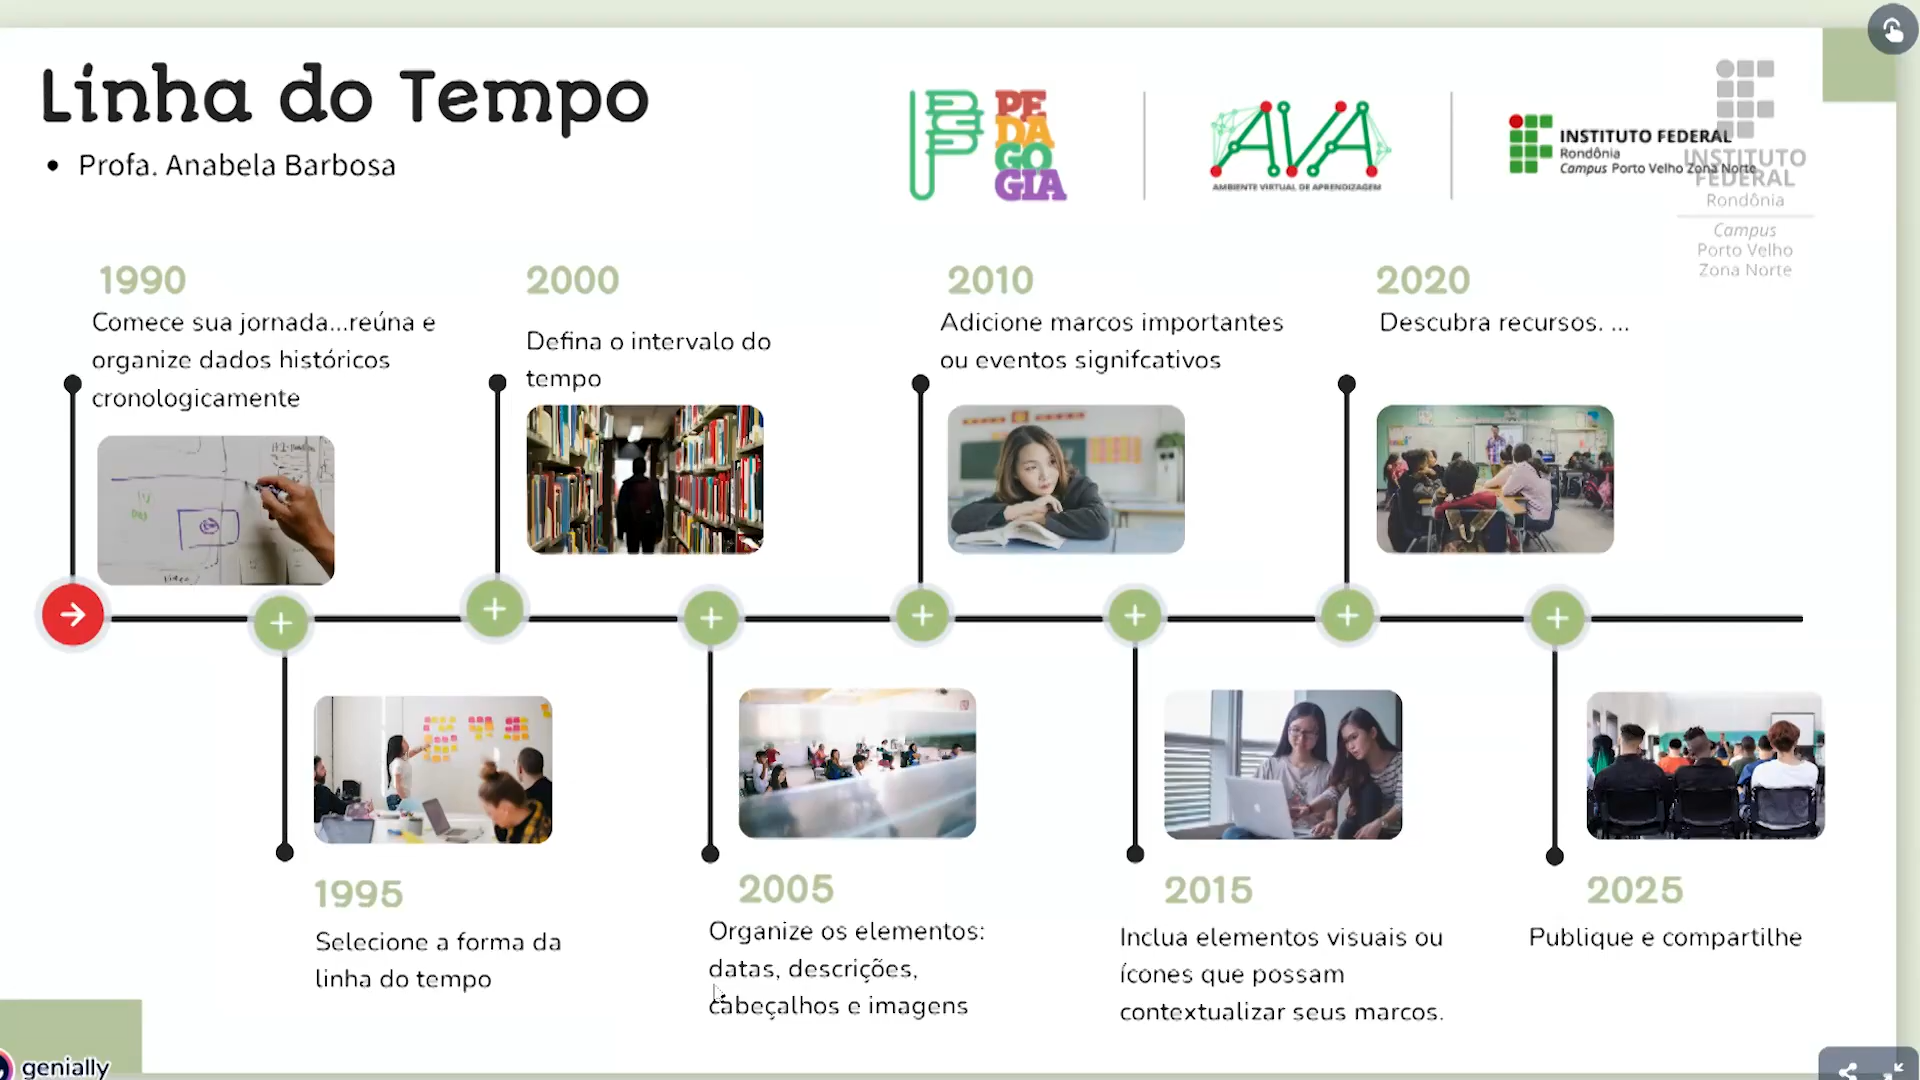 Linha do Tempo
• Profa. Anabela Barbosa
PE
DA
GO
GIA
AVA
AMBIENTE VIRTUAL DE APRENDIZAGEM
INSTITUTO FEDERAL
Rondônia
Campus Porto Velho Zona Norte
INSTITUTO
FEDERAL
Rondônia
Campus
Porto Velho
Zona Norte
1990
Comece sua jornada...reúna e
organize dados históricos
cronologicamente
2000
Defina o intervalo do
tempo
2010
Adicione marcos importantes
ou eventos signifcativos
2020
Descubra recursos. ...
1995
Selecione a forma da
linha do tempo
2005
Organize os elementos:
datas, descrições,
cabeçalhos e imagens
2015
Inclua elementos visuais ou
ícones que possam
contextualizar seus marcos.
2025
Publique e compartilhe
genially